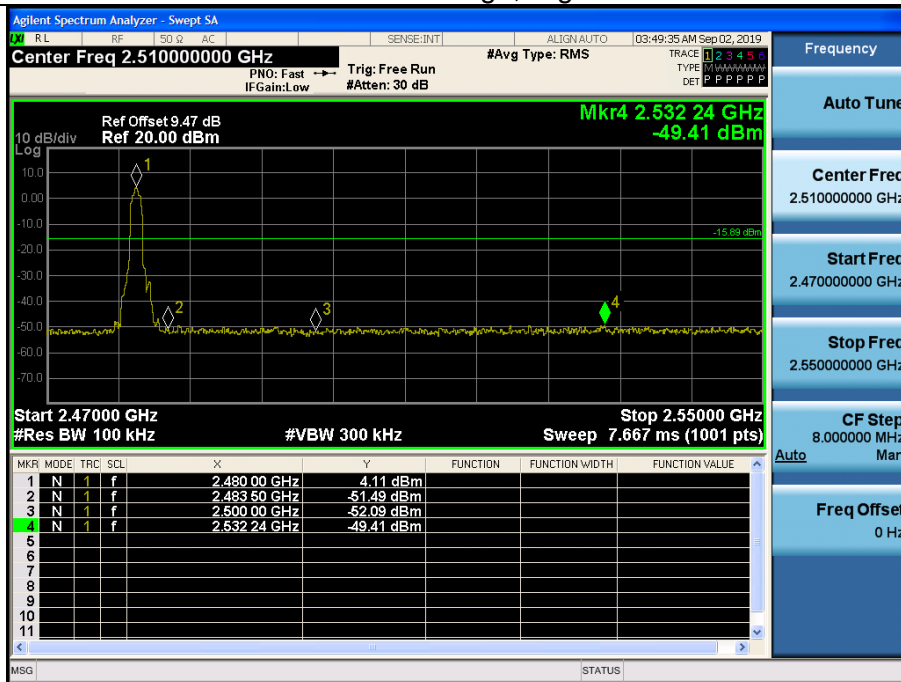 Agilent Spectrum Analyzer - Swept SA
LXI RL RF 50 Ω AC SENSE:INT ALIGN AUTO 03:49:35 AM Sep 02, 2019
Center Freq 2.510000000 GHz #Avg Type: RMS TRACE 1 2 3 4 5 6
PNO: Fast Trig: Free Run TYPE M WWWWW
IFGain:Low #Atten: 30 dB DET P P P P P P
Mkr4 2.532 24 GHz
Ref Offset 9.47 dB
10 dB/div Ref 20.00 dBm -49.41 dBm
Log
10.0
0.00
-10.0
-20.0
-30.0
-40.0
-50.0
-60.0
-70.0
1
2
3
4
-15.89 dBm
Start 2.47000 GHz Stop 2.55000 GHz
#Res BW 100 kHz #VBW 300 kHz Sweep 7.667 ms (1001 pts)
MKR MODE TRC SCL X Y FUNCTION FUNCTION WIDTH FUNCTION VALUE
1 N 1 f 2.480 00 GHz 4.11 dBm
2 N 1 f 2.483 50 GHz -51.49 dBm
3 N 1 f 2.500 00 GHz -52.09 dBm
4 N 1 f 2.532 24 GHz -49.41 dBm
5
6
7
8
9
10
11
MSG STATUS
Frequency
Auto Tune
Center Freq
2.510000000 GHz
Start Freq
2.470000000 GHz
Stop Freq
2.550000000 GHz
CF Step
8.000000 MHz
Auto Man
Freq Offset
0 Hz